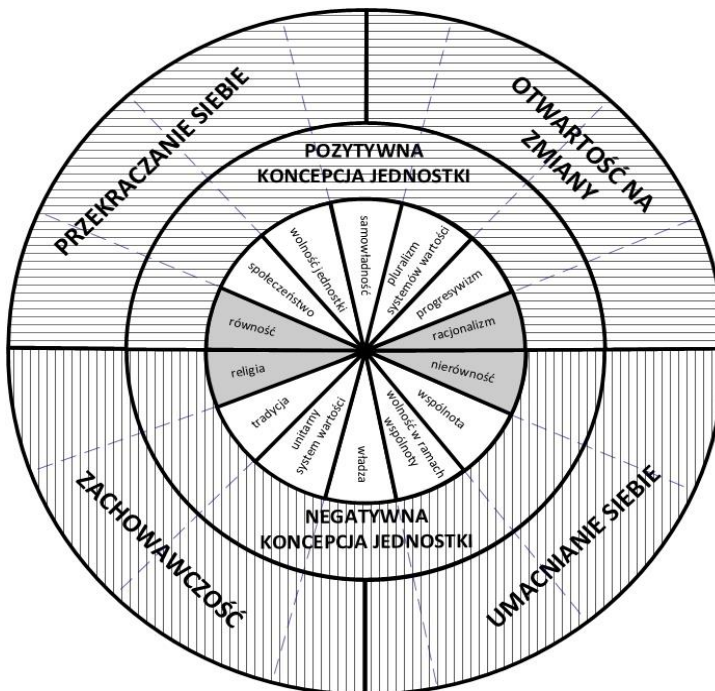 PRZEKRACZANIE SIEBIE
OTWARTOŚĆ NA
ZMIANY
POZYTYWNA
KONCEPCJA JEDNOSTKI
równość
społeczeństwo
wolność jednostki
samowładność
pluralizm
systemów wartości
progresywizm
racjonalizm
nierówność
wspólnota
wolność w ramach
wspólnoty
władza
unitarny
system wartości
tradycja
religia
NEGATYWNA
KONCEPCJA JEDNOSTKI
ZACHOWAWCZOŚĆ
UMACNIANIE SIEBIE